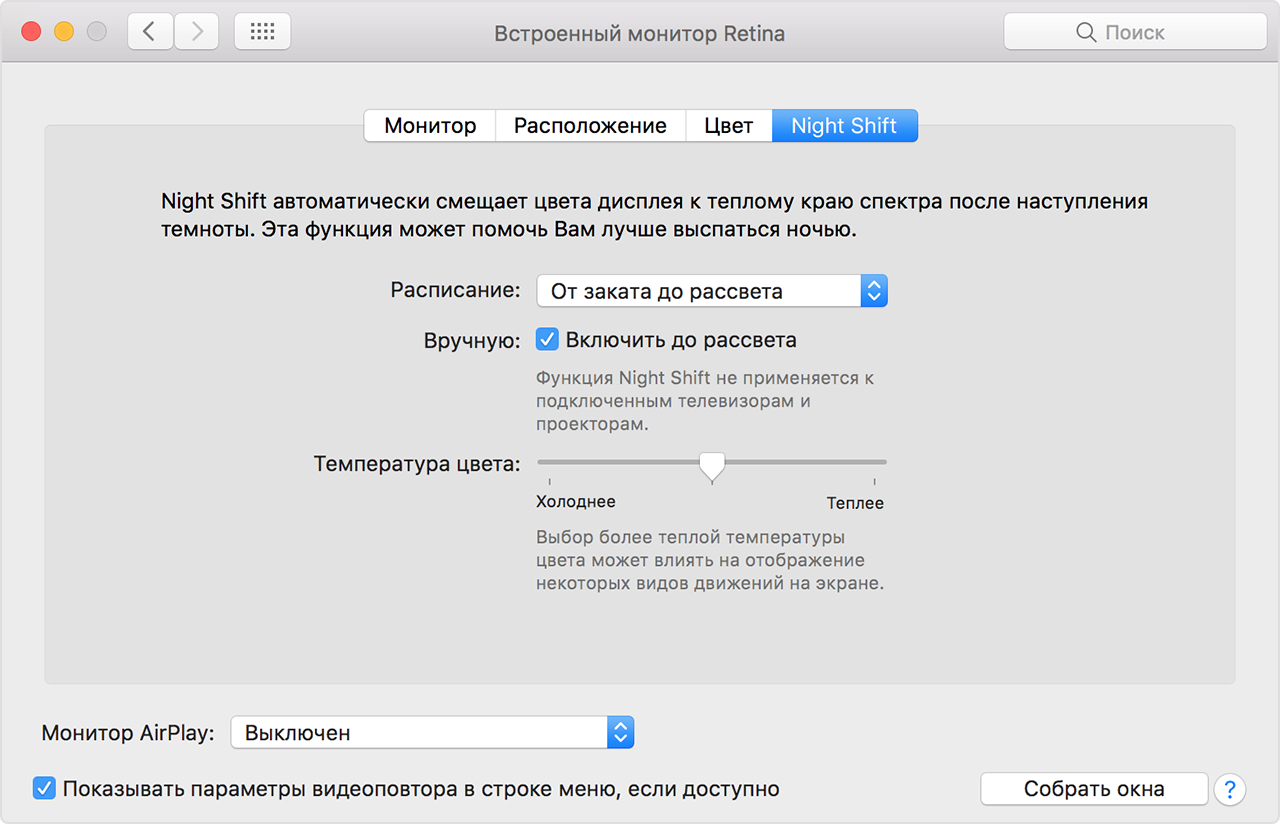 Встроенный монитор Retina
Поиск
Монитор
Расположение
Цвет
Night Shift
Night Shift автоматически смещает цвета дисплея к теплому краю спектра после наступления
темноты. Эта функция может помочь Вам лучше выспаться ночью.
Расписание:
От заката до рассвета
Вручную:
Включить до рассвета
Функция Night Shift не применяется к
подключенным телевизорам и
проекторам.
Температура цвета:
Холоднее
Теплее
Выбор более теплой температуры
цвета может влиять на отображение
некоторых видов движений на экране.
Монитор AirPlay:
Выключен
Показывать параметры видеоповтора в строке меню, если доступно
Собрать окна
?